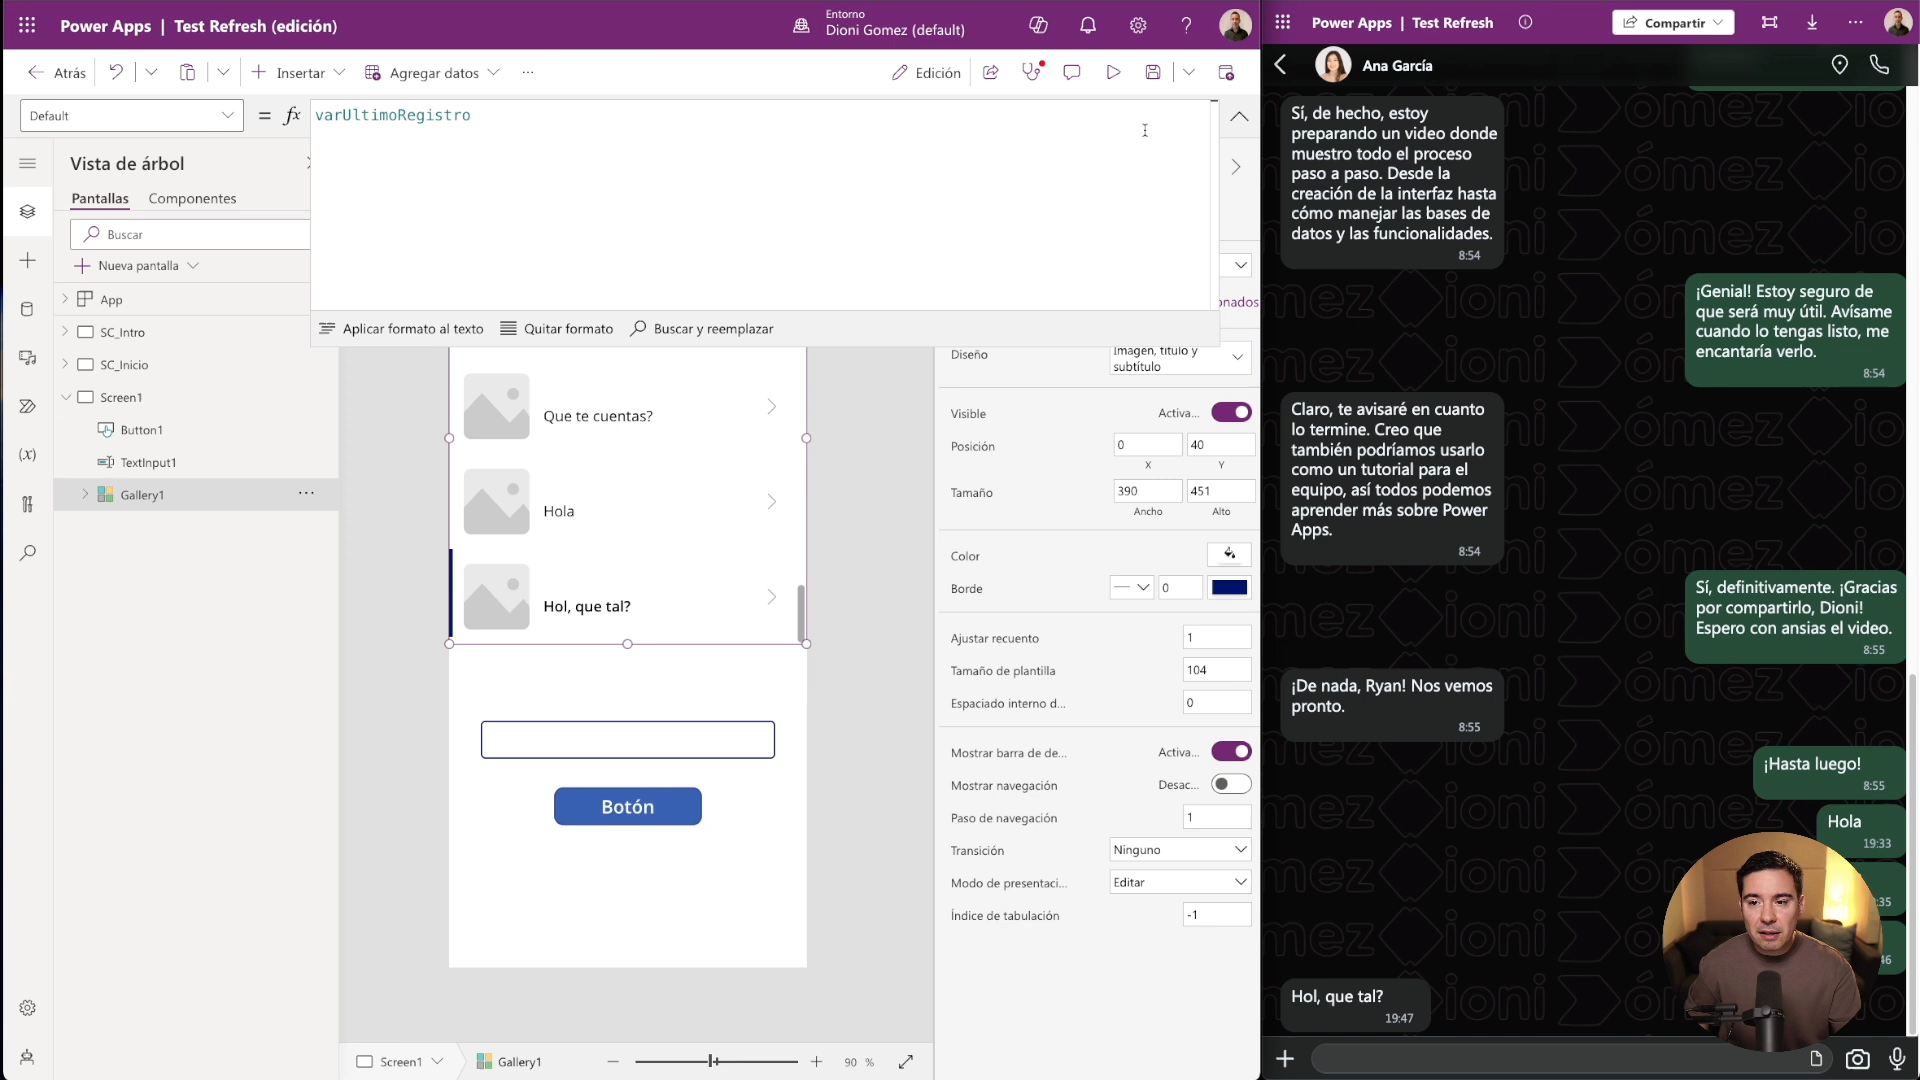 Power Apps | Test Refresh (edición)
Entorno
Dioni Gomez (default)
Atrás
Insertar
Agregar datos
Edición
Default
= fx
varUltimoRegistro
Vista de árbol
Pantallas
Componentes
Buscar
Nueva pantalla
App
SC_Intro
SC_Inicio
Screen1
Button1
TextInput1
Gallery1
Aplicar formato al texto
Quitar formato
Buscar y reemplazar
Que te cuentas?
Hola
Hol, que tal?
Botón
onados
Diseño
Imagen, título y
subtítulo
Visible
Activa...
Posición
0
40
X
Y
Tamaño
390
451
Ancho
Alto
Color
Borde
0
Ajustar recuento
1
Tamaño de plantilla
104
Espaciado interno d...
0
Mostrar barra de de...
Activa...
Mostrar navegación
Desac...
Paso de navegación
1
Transición
Ninguno
Modo de presentaci...
Editar
Índice de tabulación
-1
Screen1
Gallery1
90 %
Power Apps | Test Refresh
Compartir
Ana García
Sí, de hecho, estoy
preparando un video donde
muestro todo el proceso
paso a paso. Desde la
creación de la interfaz hasta
cómo manejar las bases de
datos y las funcionalidades.
8:54
¡Genial! Estoy seguro de
que será muy útil. Avísame
cuando lo tengas listo, me
encantaría verlo.
8:54
Claro, te avisaré en cuanto
lo termine. Creo que
también podríamos usarlo
como un tutorial para el
equipo, así todos podemos
aprender más sobre Power
Apps.
8:54
Sí, definitivamente. ¡Gracias
por compartirlo, Dioni!
Espero con ansias el video.
8:55
¡De nada, Ryan! Nos vemos
pronto.
8:55
¡Hasta luego!
8:55
Hola
19:33
:35
46
Hol, que tal?
19:47